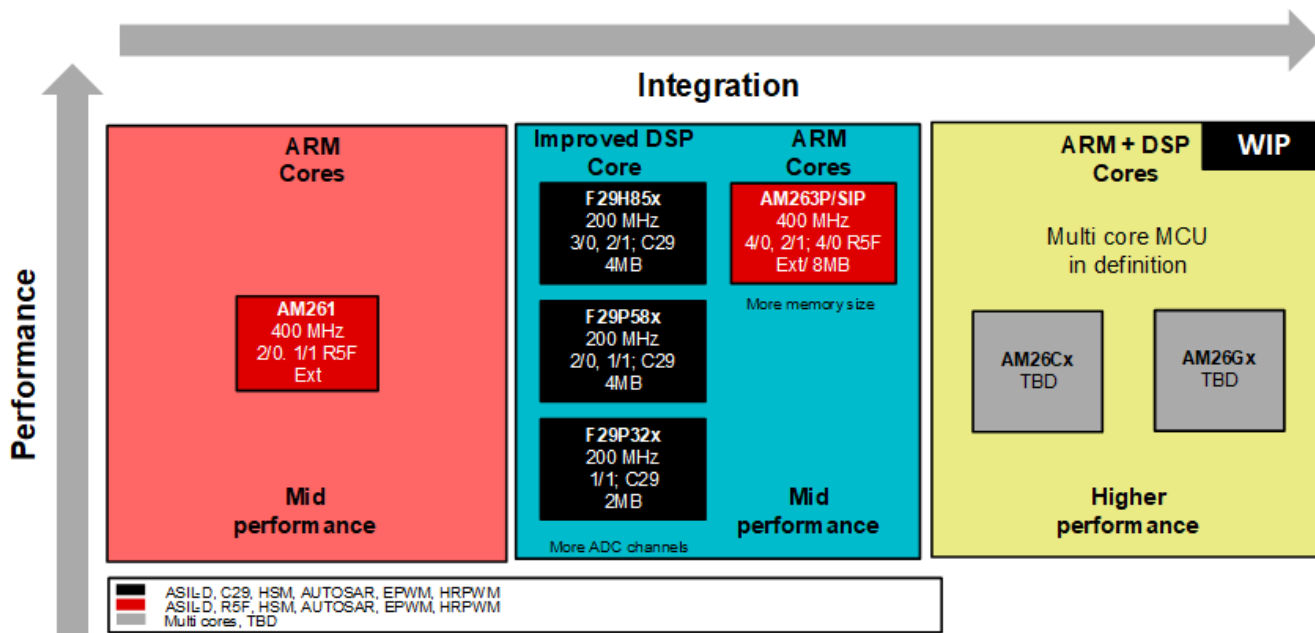 Integration
Performance
ARM
Cores
AM261
400 MHz
2/0. 1/1 R5F
Ext
Mid
performance
Improved DSP
Core
F29H85x
200 MHz
3/0, 2/1; C29
4MB
F29P58x
200 MHz
2/0, 1/1; C29
4MB
F29P32x
200 MHz
1/1; C29
2MB
More ADC channels
ARM
Cores
AM263P/SIP
400 MHz
4/0, 2/1; 4/0 R5F
Ext/ 8MB
More memory size
Mid
performance
ARM + DSP
Cores
WIP
Multi core MCU
in definition
AM26Cx
TBD
AM26Gx
TBD
Higher
performance
ASIL-D, C29, HSM, AUTOSAR, EPWM, HRPWM
ASIL-D, R5F, HSM, AUTOSAR, EPWM, HRPWM
Multi cores, TBD